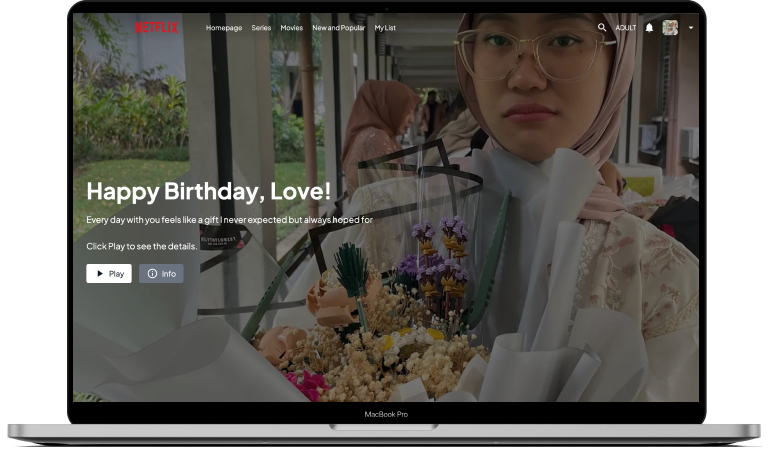 NETFLIX
Homepage Series Movies New and Popular My List
ADULT
Happy Birthday, Love!
Every day with you feels like a gift I never expected but always hoped for
Click Play to see the details.
Play Info
MacBook Pro